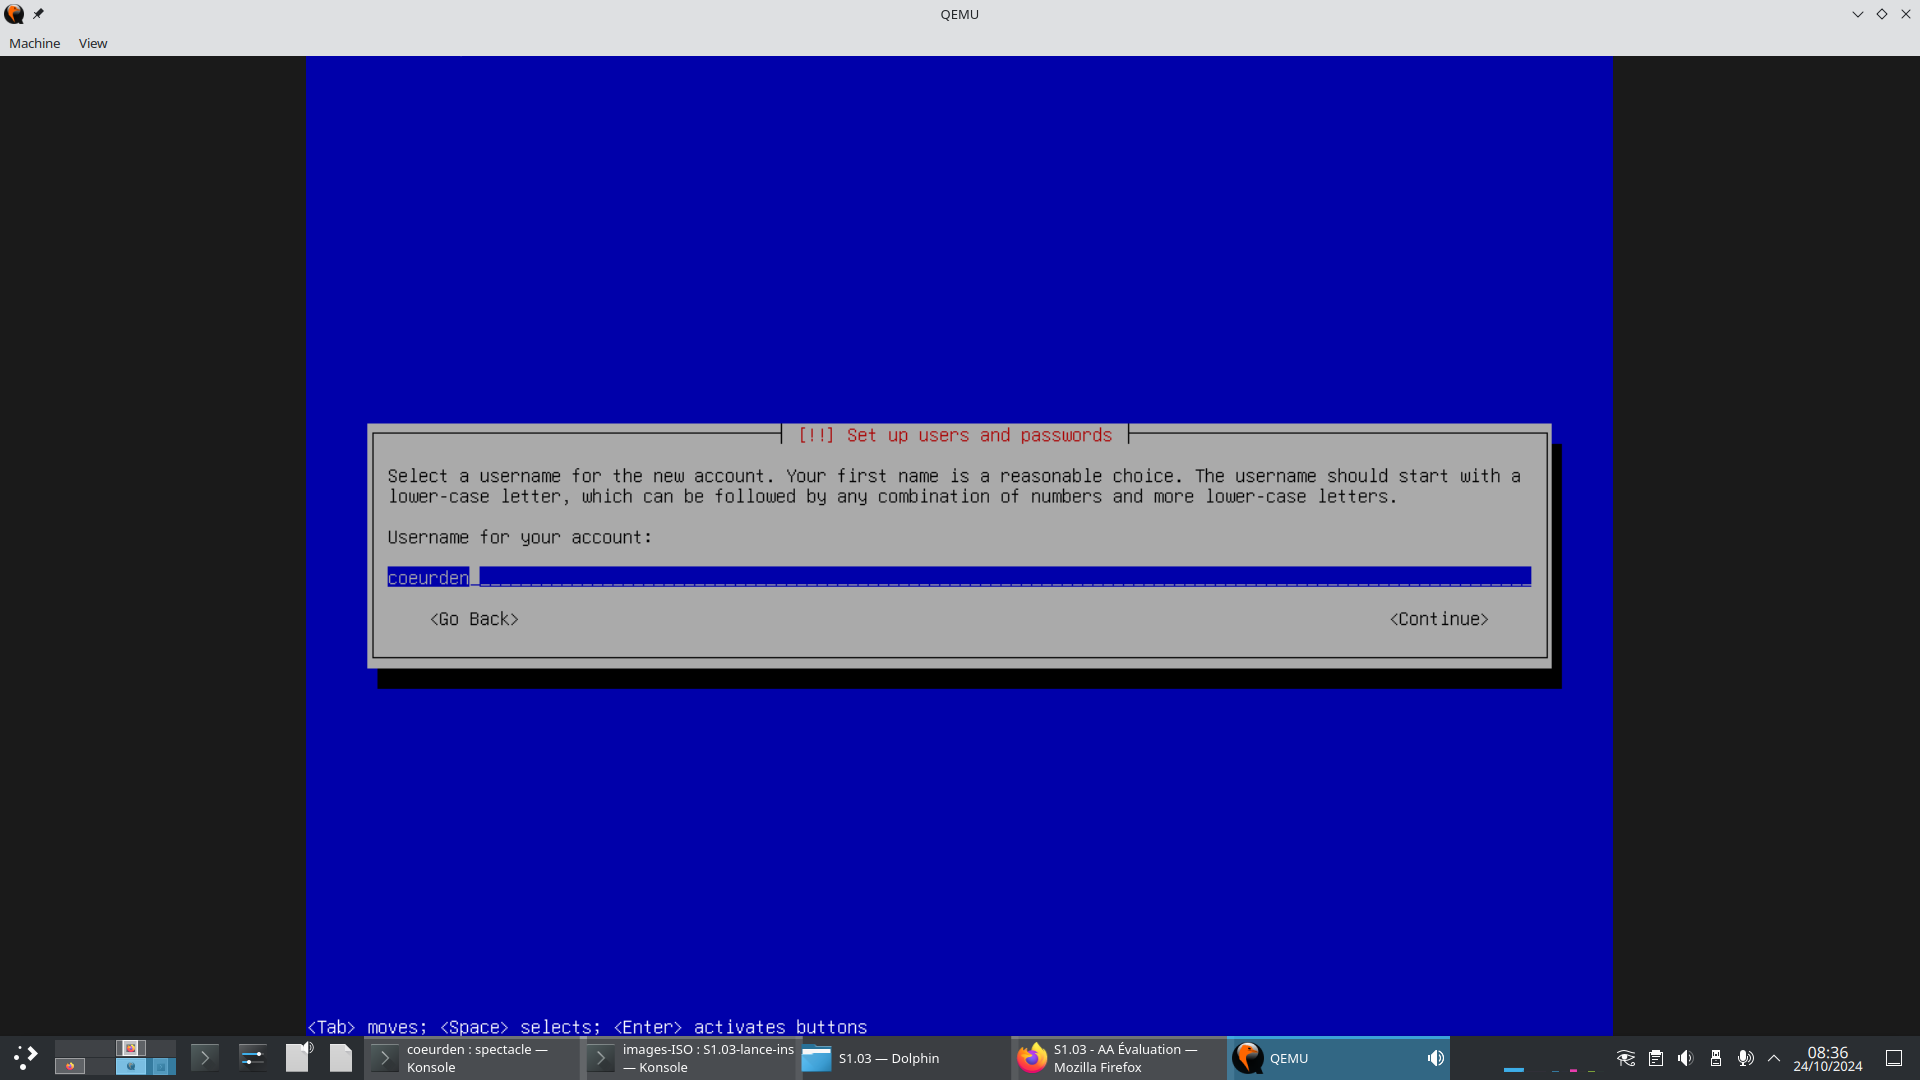 QEMU
Machine View
[!!] Set up users and passwords
Select a username for the new account. Your first name is a reasonable choice. The username should start with a
lower-case letter, which can be followed by any combination of numbers and more lower-case letters.
Username for your account:
coeurden
<Go Back> <Continue>
<Tab> moves; <Space> selects; <Enter> activates buttons
coeurden : spectacle —
Konsole
images-ISO : S1.03-lance-ins
— Konsole
S1.03 — Dolphin
S1.03 - AA Évaluation —
Mozilla Firefox
QEMU
08:36
24/10/2024